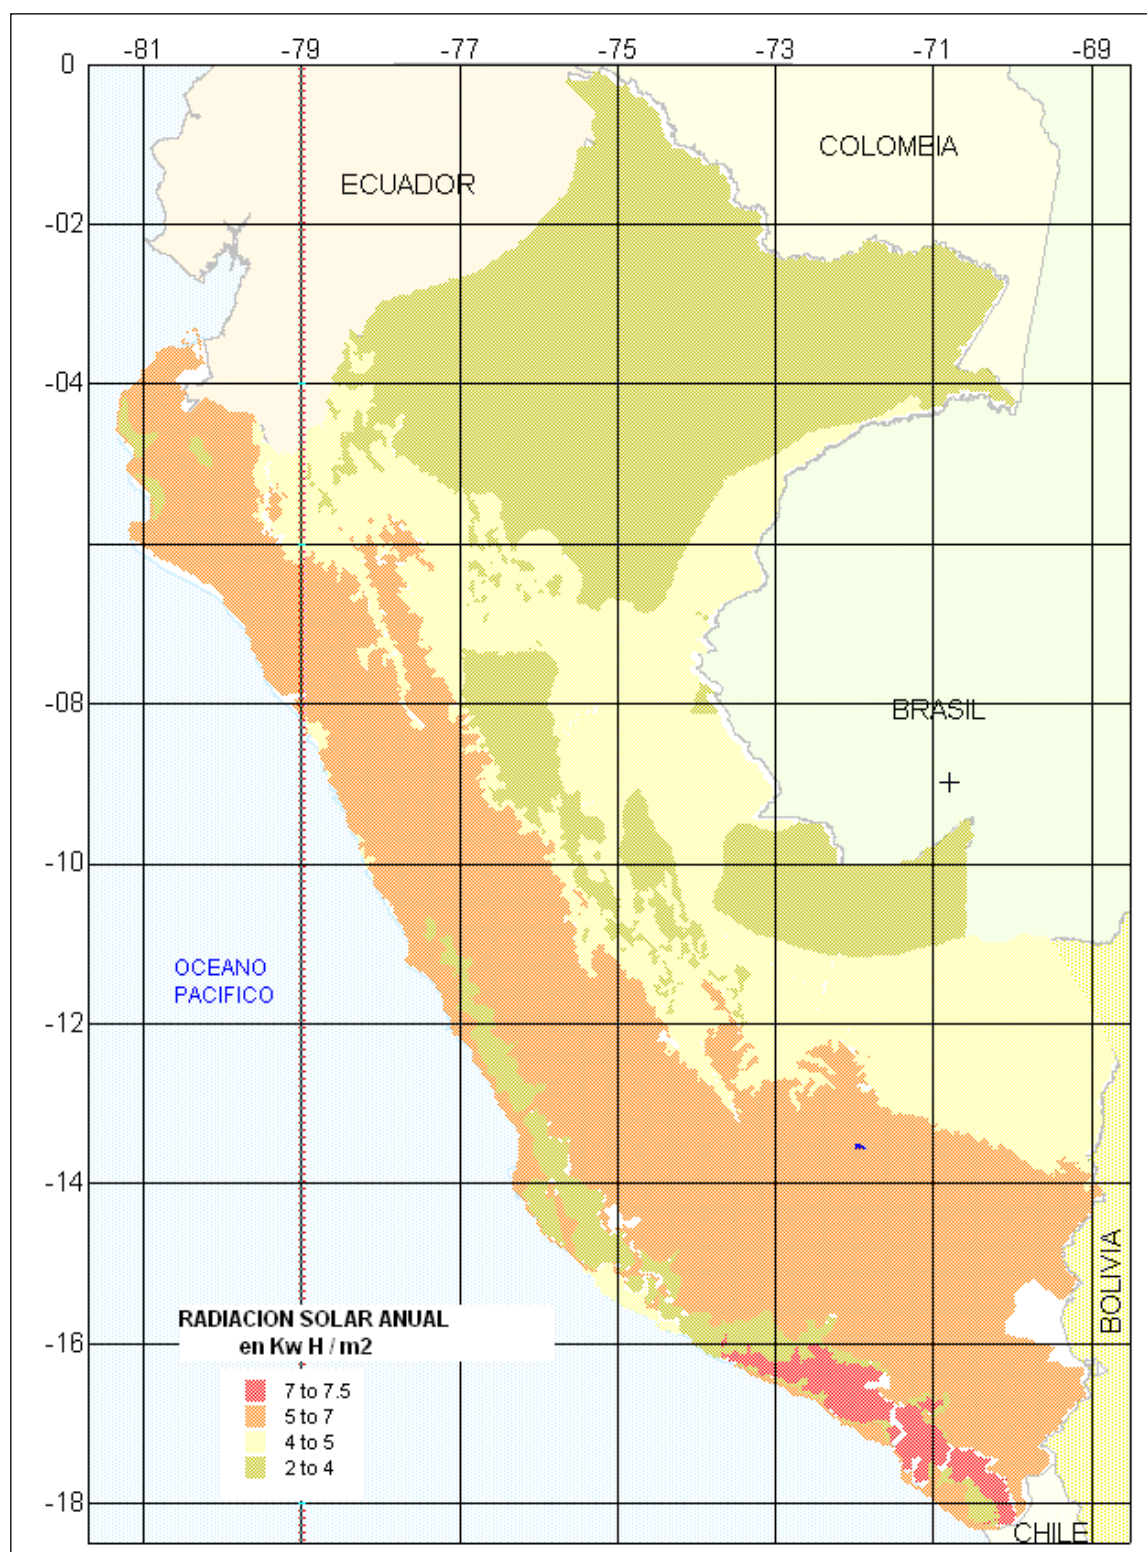 -81 -79 -77 -75 -73 -71 -69
0
COLOMBIA
ECUADOR
-02
-04
-08
BRASIL
-10
OCEANO
PACIFICO
-12
-14
BOLIVIA
RADIACION SOLAR ANUAL
en Kw H / m2
-16
7 to 7.5
5 to 7
4 to 5
2 to 4
-18
CHILE